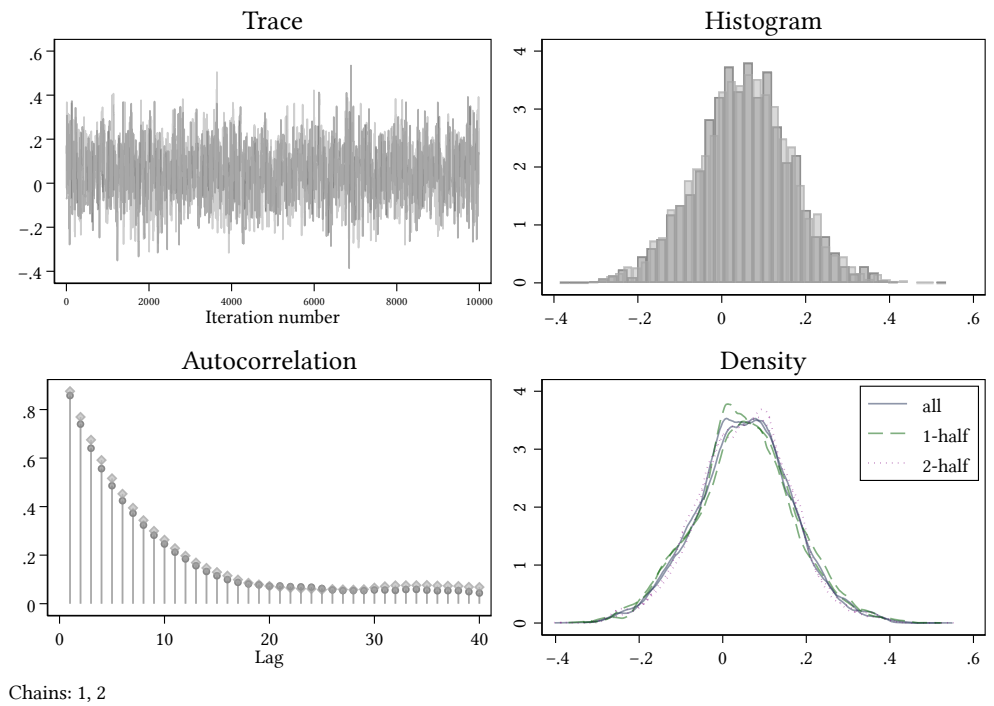 Trace
.6
.4
.2
0
−.2
−.4
0 2000 4000 6000 8000 10000
Iteration number
Histogram
4
3
2
1
0
−.4 −.2 0 .2 .4 .6
Autocorrelation
.8
.6
.4
.2
0
0 10 20 30 40
Lag
Density
4
3
2
1
0
−.4 −.2 0 .2 .4 .6
all
1-half
2-half
Chains: 1, 2